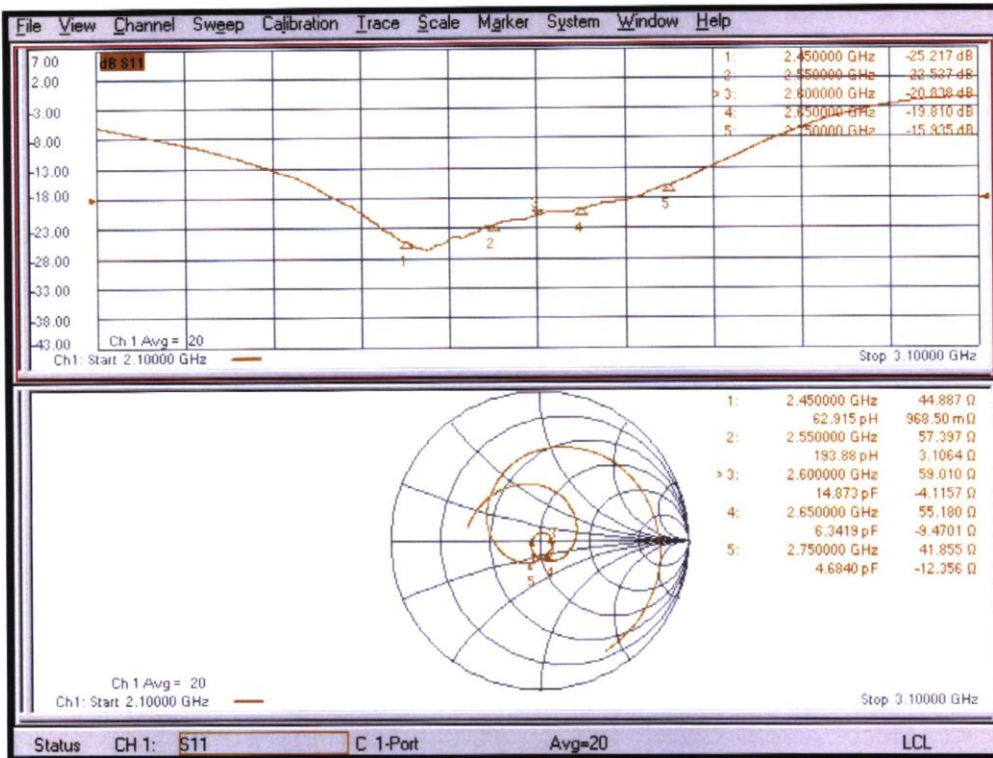 File View Channel Sweep Calibration Trace Scale Marker System Window Help
7.00
2.00
-3.00
-8.00
-13.00
-18.00
-23.00
-28.00
-33.00
-38.00
-43.00
dB S11
1: 2.450000 GHz -25.217 dB
2: 2.550000 GHz -22.537 dB
> 3: 2.600000 GHz -20.838 dB
4: 2.650000 GHz -19.810 dB
5: 2.750000 GHz -15.935 dB
1
2
3
4
5
Ch 1 Avg = 20
Ch1: Start 2.10000 GHz
Stop 3.10000 GHz
1: 2.450000 GHz 44.887 Ω
62.915 pH 968.50 mΩ
2: 2.550000 GHz 57.397 Ω
193.88 pH 3.1064 Ω
> 3: 2.600000 GHz 59.010 Ω
14.873 pF -4.1157 Ω
4: 2.650000 GHz 55.180 Ω
6.3419 pF -9.4701 Ω
5: 2.750000 GHz 41.855 Ω
4.6840 pF -12.356 Ω
4
5
Ch 1 Avg = 20
Ch1: Start 2.10000 GHz
Stop 3.10000 GHz
Status CH 1: S11 C 1-Port Avg=20 LCL